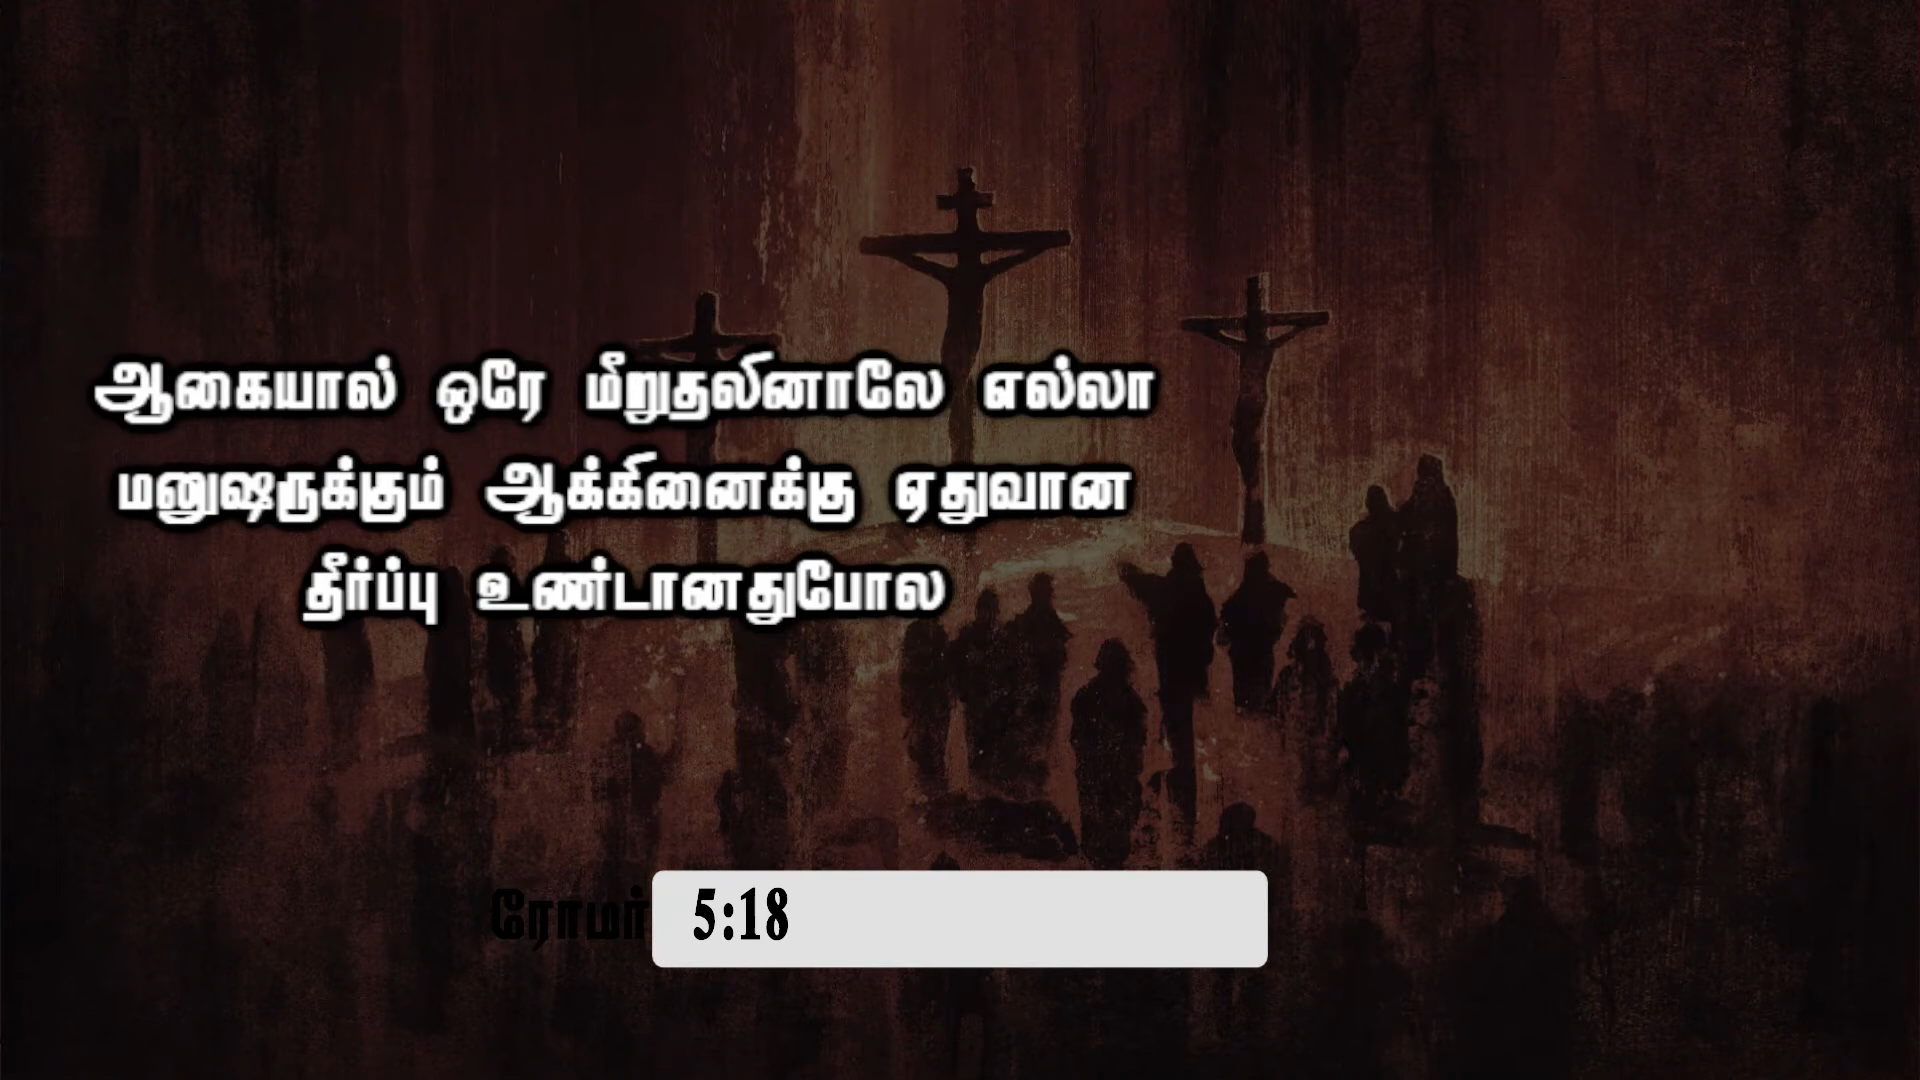 ஆகையால் ஒரே மீறுதலினாலே எல்லா
மனுஷருக்கும் ஆக்கினைக்கு ஏதுவான
தீர்ப்பு உண்டானதுபோல
ரோமர் 5:18